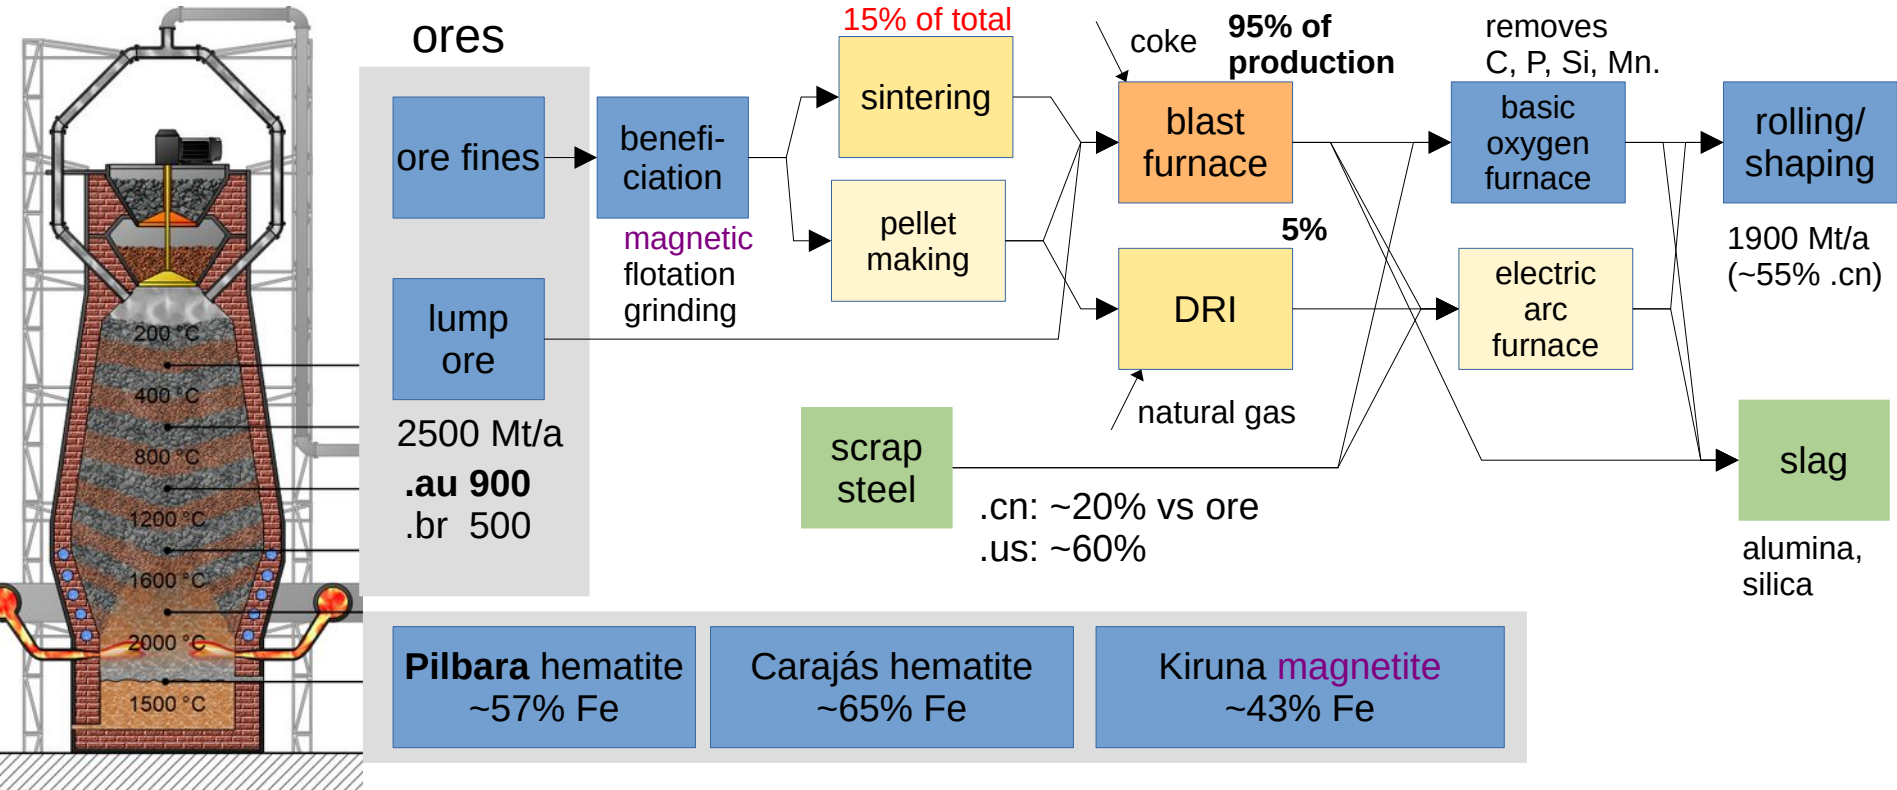 ores
15% of total
coke
95% of
production
removes
C, P, Si, Mn.
ore fines
benefi-
ciation
sintering
blast
furnace
basic
oxygen
furnace
rolling/
shaping
magnetic
flotation
grinding
pellet
making
5%
1900 Mt/a
(~55% .cn)
lump
ore
DRI
electric
arc
furnace
natural gas
2500 Mt/a
.au 900
.br 500
scrap
steel
.cn: ~20% vs ore
.us: ~60%
slag
alumina,
silica
200 °C
400 °C
800 °C
1200 °C
1600 °C
2000 °C
1500 °C
Pilbara hematite
~57% Fe
Carajás hematite
~65% Fe
Kiruna magnetite
~43% Fe